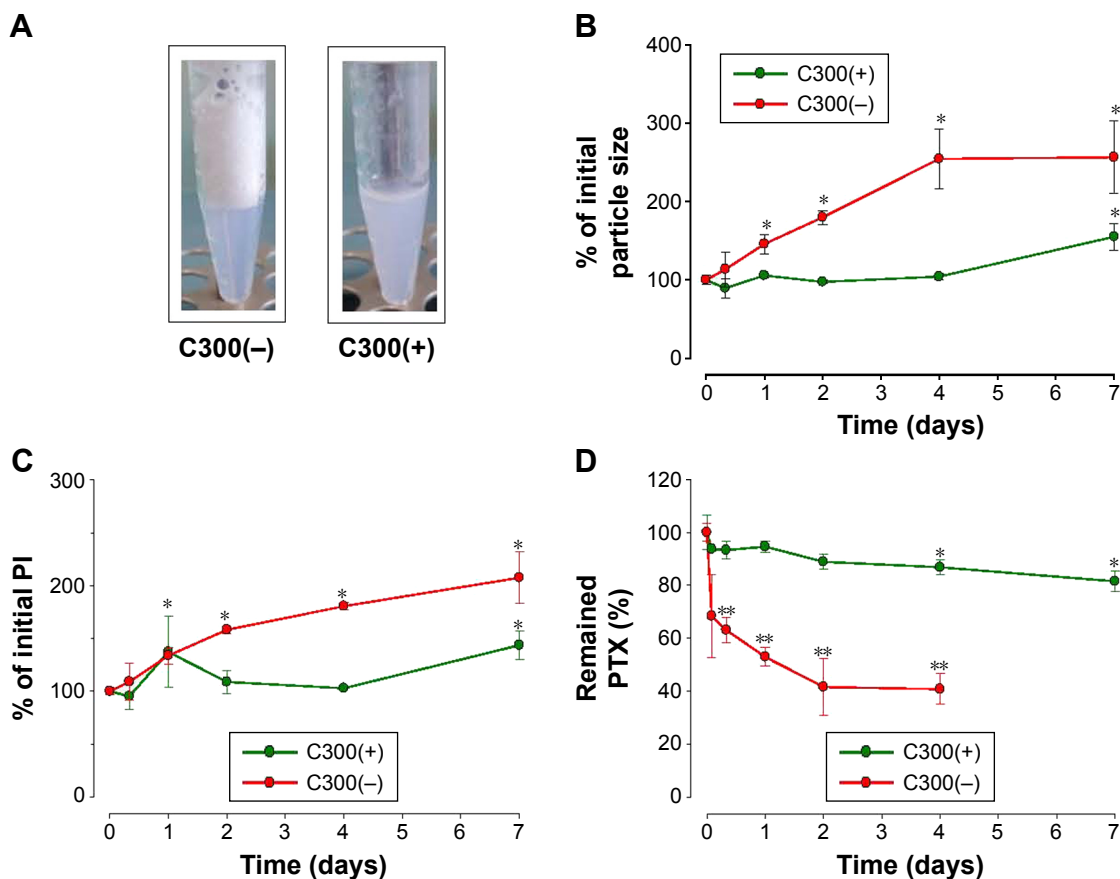 A
C300(–)
C300(+)
B
400
300
200
100
0
% of initial
particle size
C300(+)
C300(–)
*
*
*
*
*
0
1
2
3
4
5
6
7
Time (days)
C
300
200
100
0
% of initial PI
*
*
*
*
*
C300(+)
C300(–)
0
1
2
3
4
5
6
7
Time (days)
D
120
100
80
60
40
20
0
Remained
PTX (%)
**
**
**
**
*
*
C300(+)
C300(–)
0
1
2
3
4
5
6
7
Time (days)